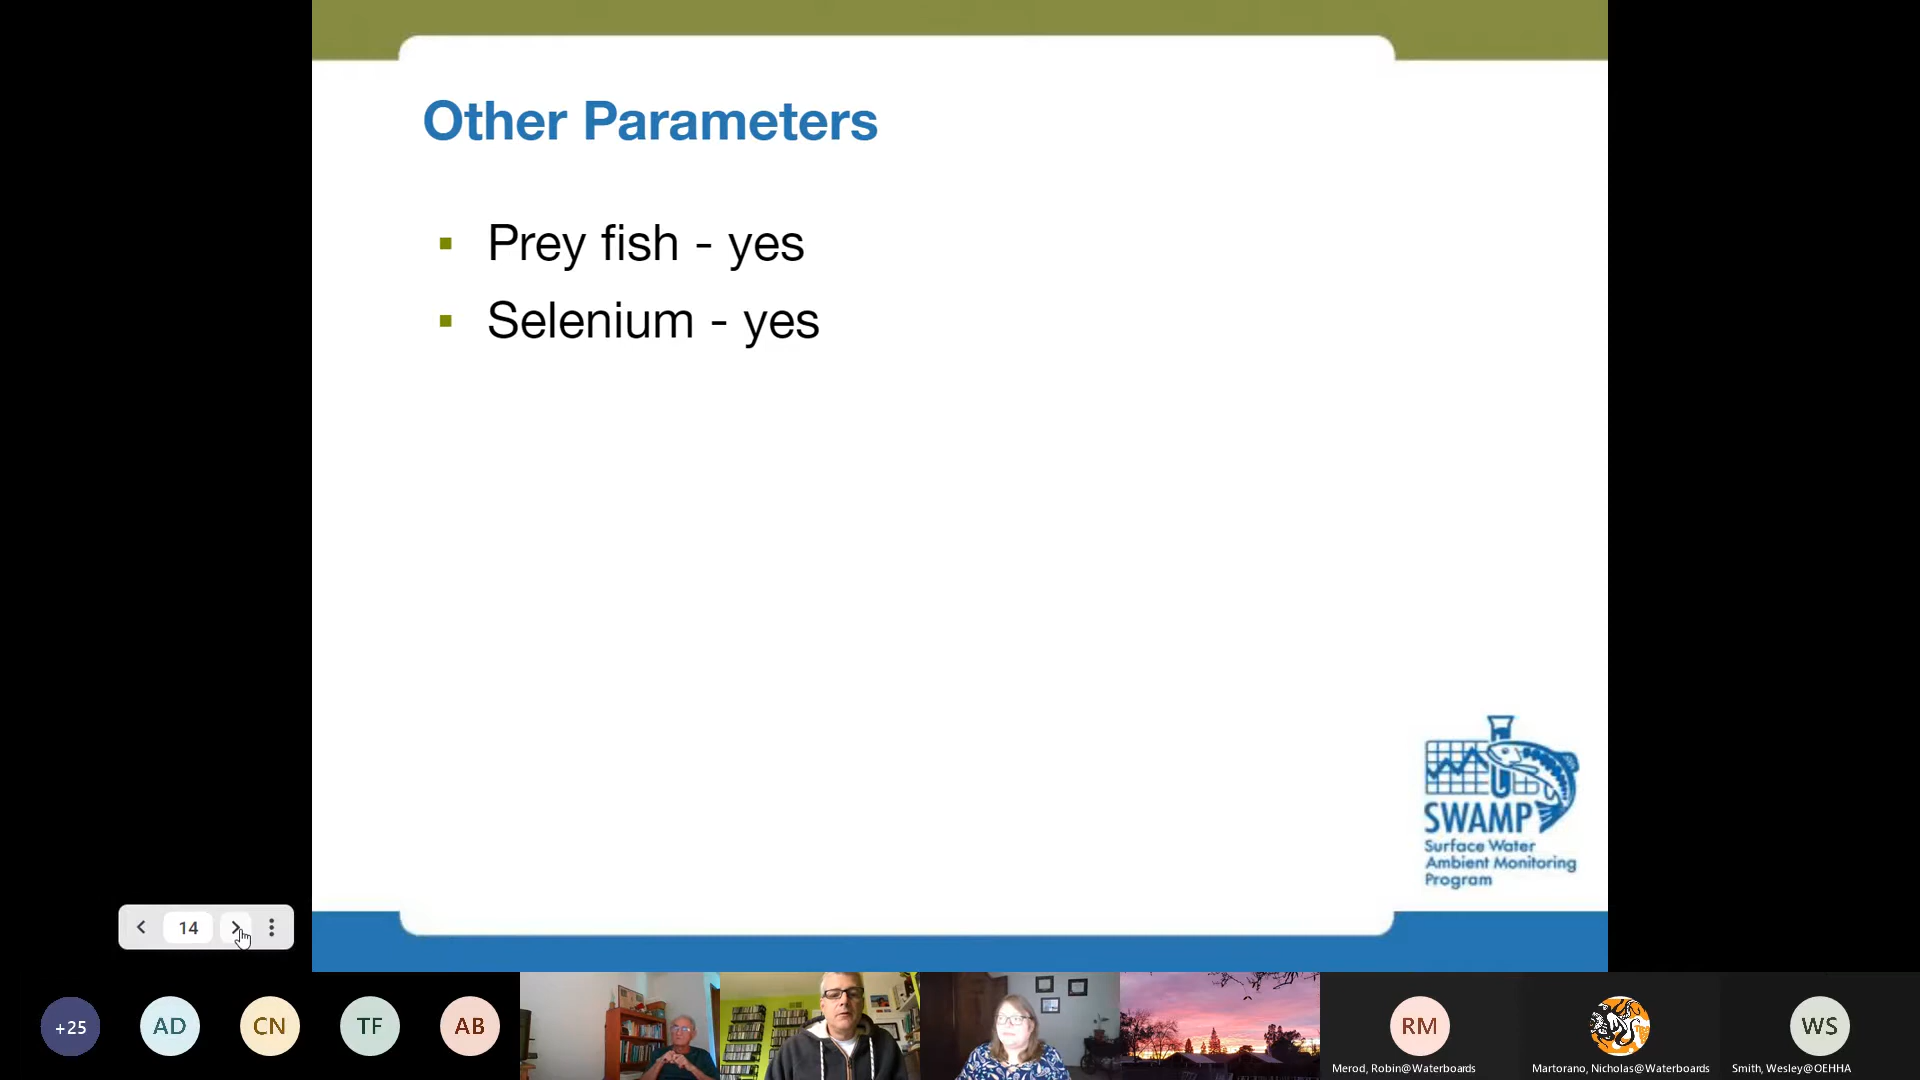 Other Parameters
Prey fish - yes
Selenium - yes
SWAMP
Surface Water
Ambient Monitoring
Program
14
+25
AD
CN
TF
AB
RM
WS
Merod, Robin@Waterboards
Martorano, Nicholas@Waterboards
Smith, Wesley@OEHHA